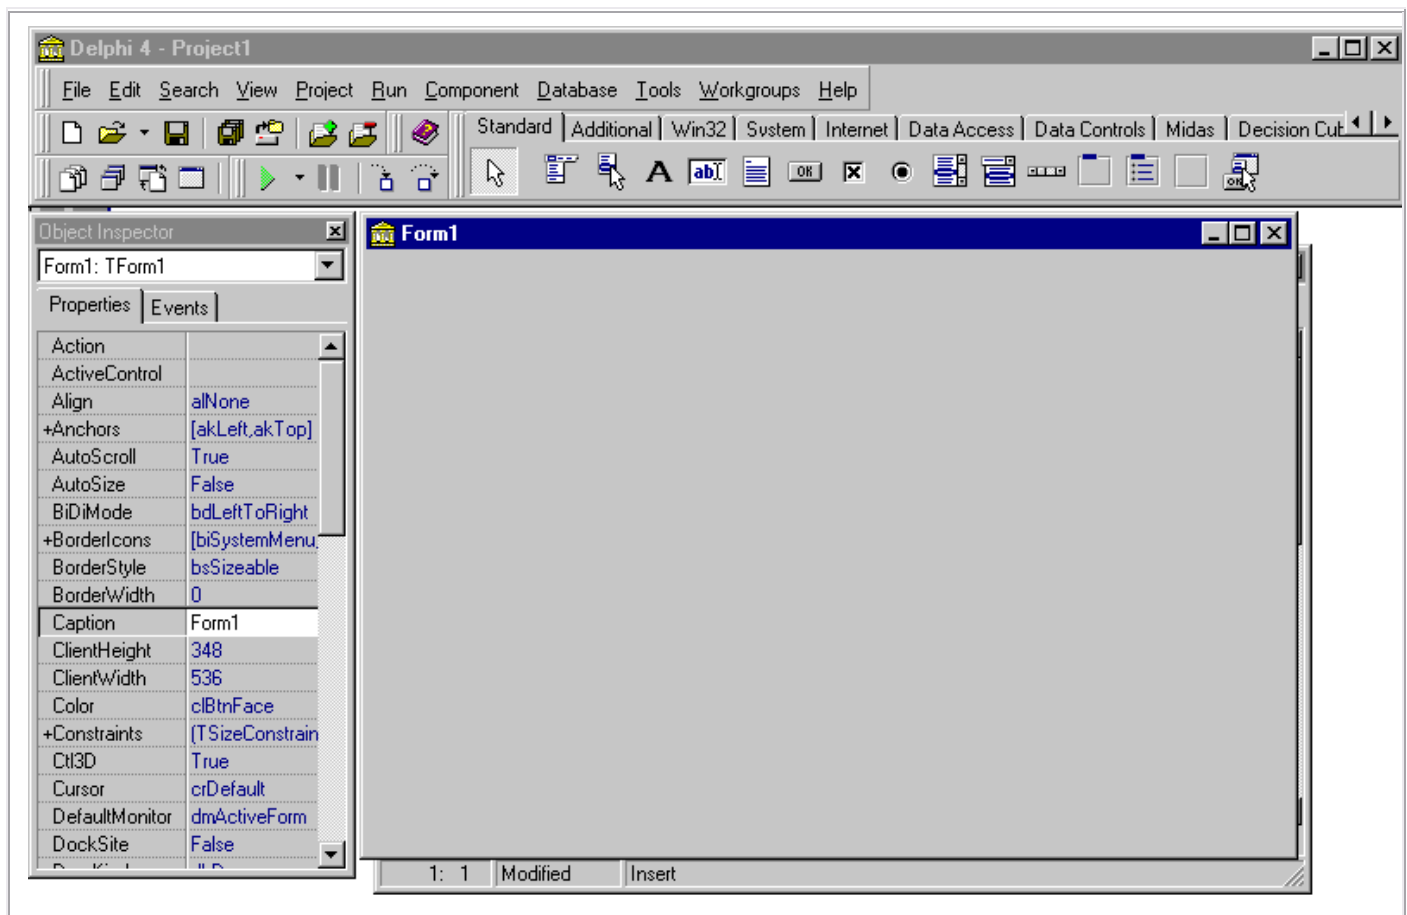 Delphi 4 - Project1
File Edit Search View Project Run Component Database Tools Workgroups Help
Standard Additional Win32 System Internet Data Access Data Controls Midas Decision Cub
A ab OK
OK
Object Inspector
Form1
Form1: TForm1
Properties Events
Action
ActiveControl
Align alNone
+Anchors [akLeft,akTop]
AutoScroll True
AutoSize False
BiDiMode bdLeftToRight
+BorderIcons [biSystemMenu,
BorderStyle bsSizeable
BorderWidth 0
Caption Form1
ClientHeight 348
ClientWidth 536
Color clBtnFace
+Constraints (TSizeConstrain
Ctl3D True
Cursor crDefault
DefaultMonitor dmActiveForm
DockSite False
1: 1 Modified Insert